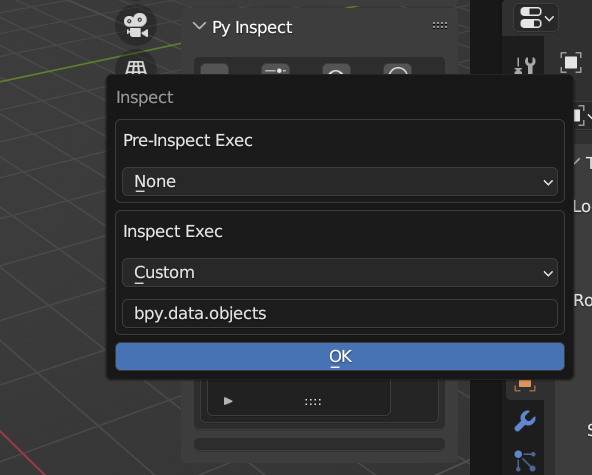 Py Inspect
Inspect
Pre-Inspect Exec
None
Inspect Exec
Custom
bpy.data.objects
OK
Lo
Ro